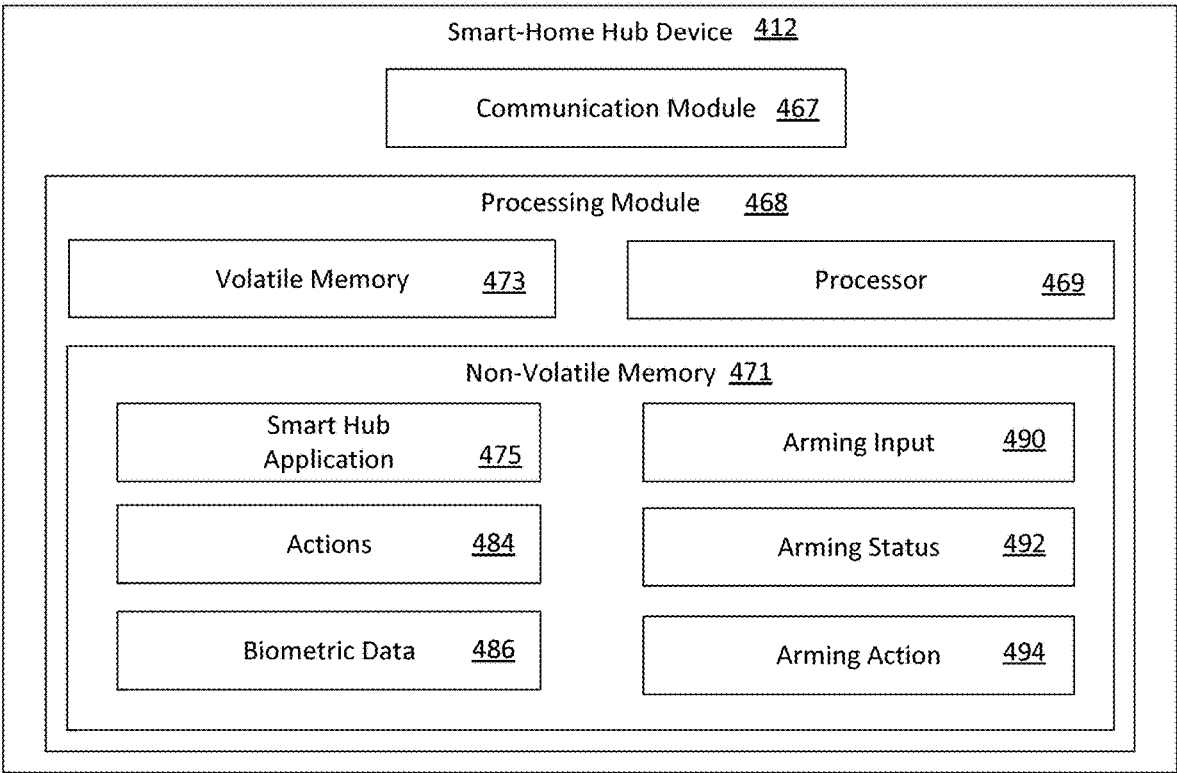 Smart-Home Hub Device 412
Communication Module 467
Processing Module 468
Volatile Memory 473
Processor 469
Non-Volatile Memory 471
Smart Hub
Application 475
Arming Input 490
Actions 484
Arming Status 492
Biometric Data 486
Arming Action 494